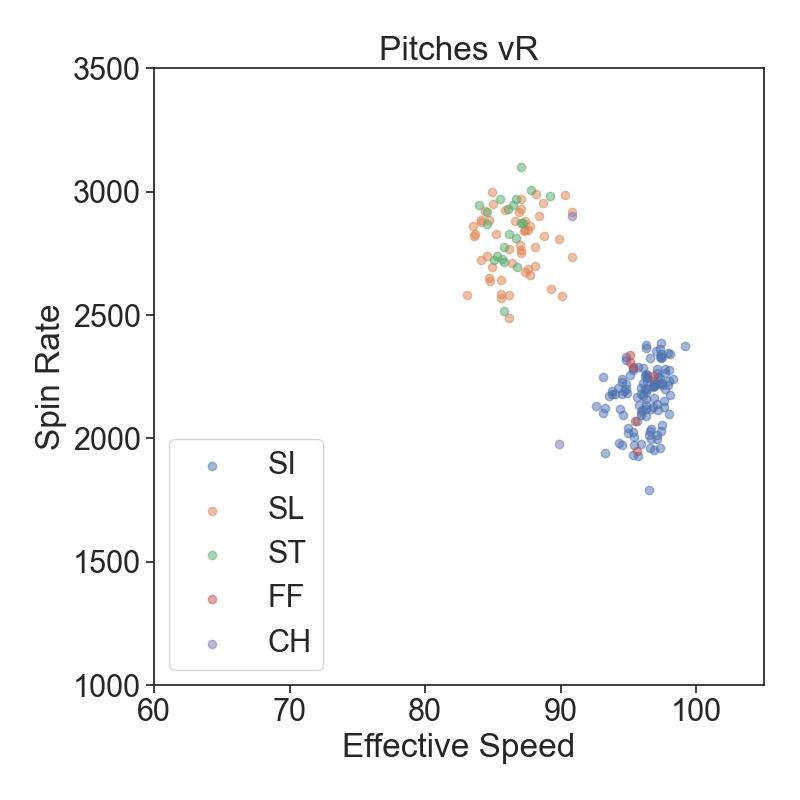 Pitches vR
3500
3000
2500
2000
1500
1000
Spin Rate
SI
SL
ST
FF
CH
60 70 80 90 100
Effective Speed